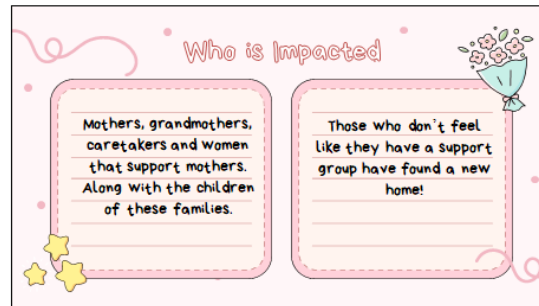 Who is Impacted
Mothers, grandmothers,
caretakers and women
that support mothers.
Along with the children
of these families.
Those who don't feel
like they have a support
group have found a new
home!